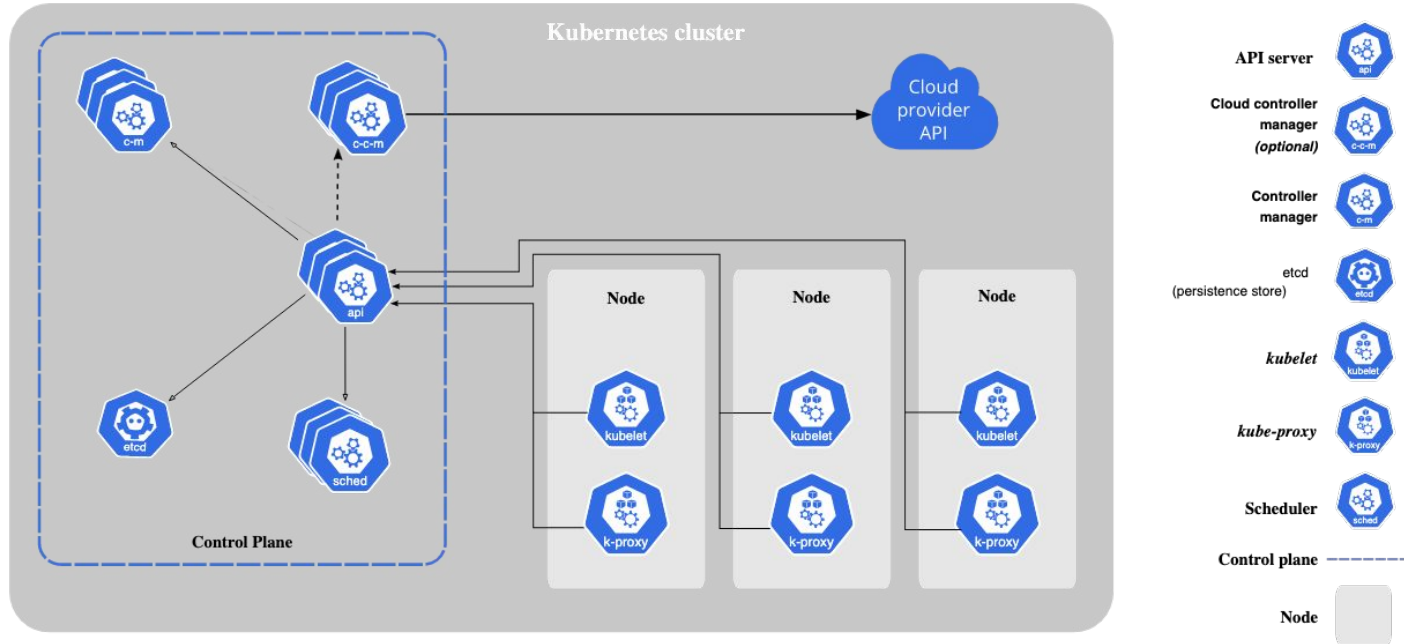 Kubernetes cluster
c-m
c-c-m
Cloud
provider
API
api
etcd
sched
Control Plane
Node
kubelet
k-proxy
Node
kubelet
k-proxy
Node
kubelet
k-proxy
API server
api
Cloud controller
manager
(optional)
c-c-m
Controller
manager
c-m
etcd
(persistence store)
etcd
kubelet
kubelet
kube-proxy
k-proxy
Scheduler
sched
Control plane
Node